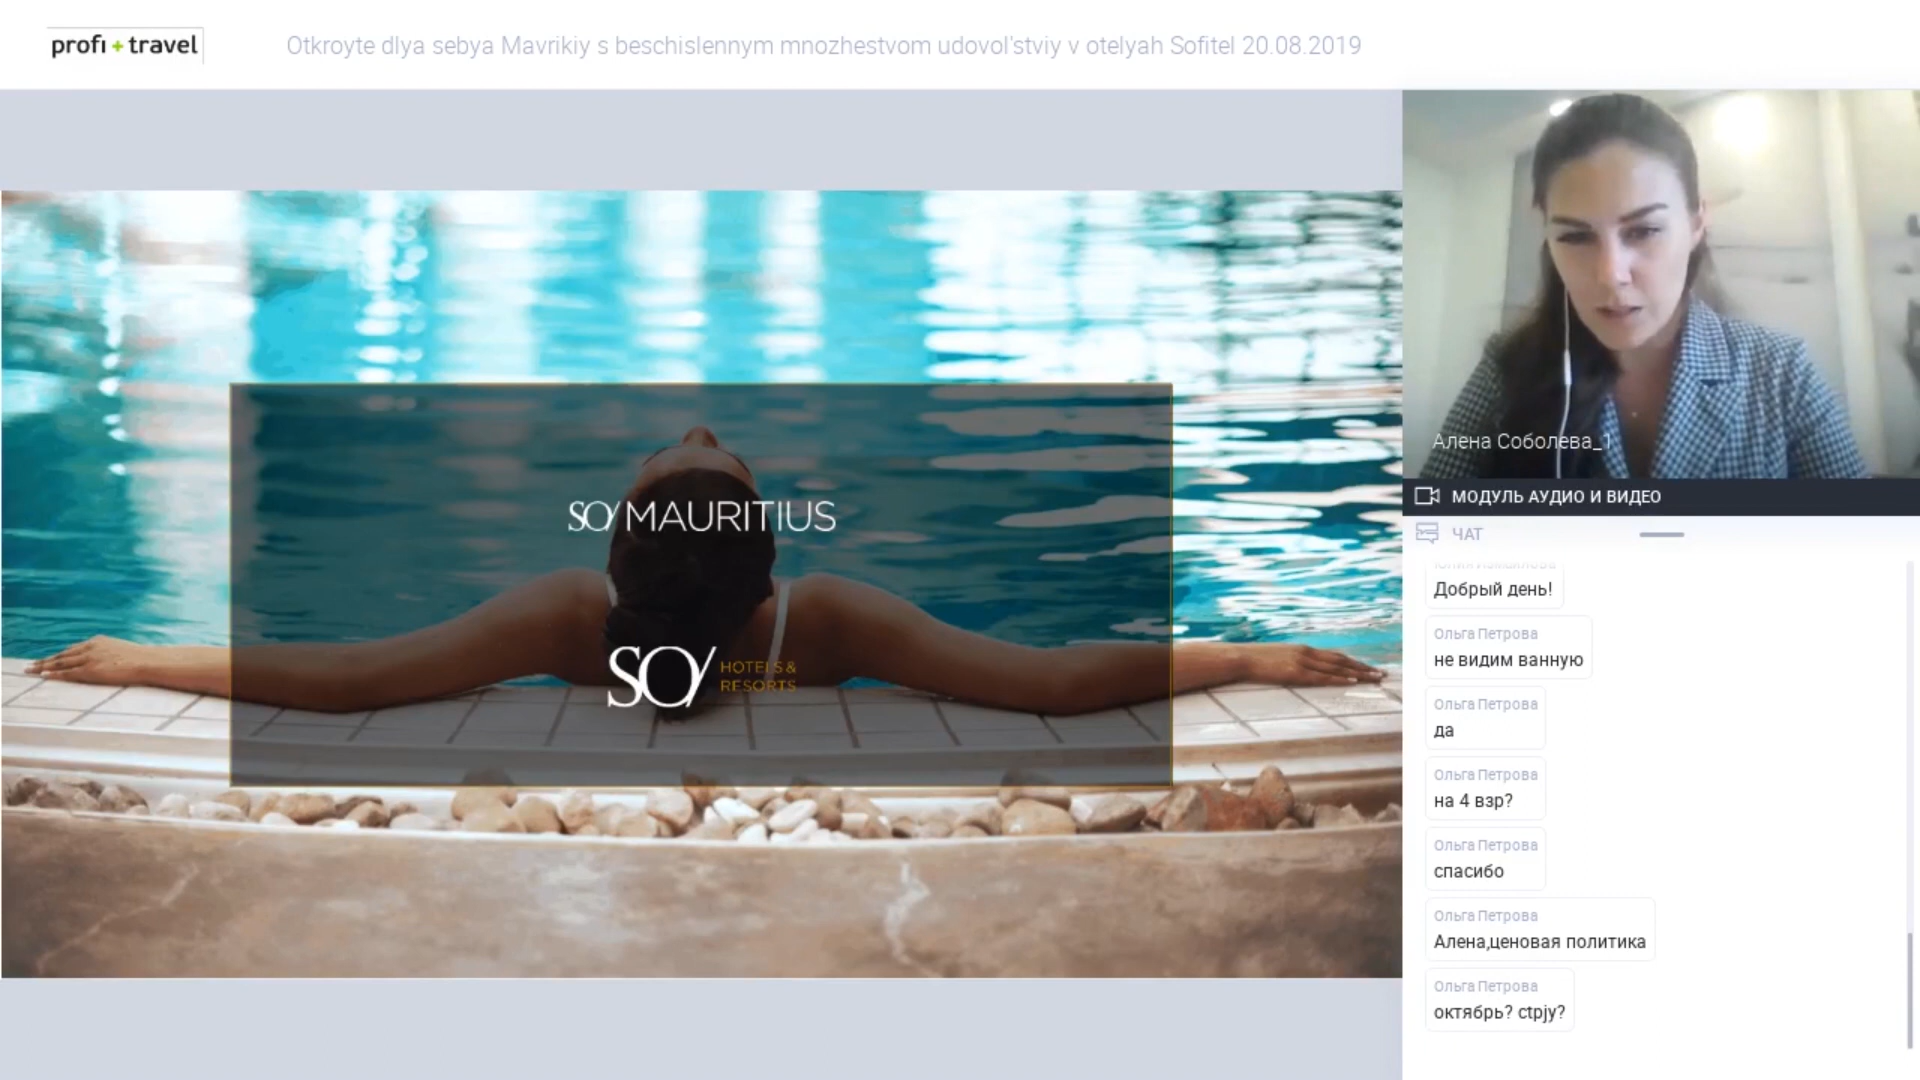 profi + travel
Otkroyte dlya sebya Mavrikiy s beschislennym mnozhestvom udovol'stviy v otelyah Sofitel 20.08.2019
SO/ MAURITIUS
SO/ HOTELS &
RESORTS
Алена Соболева_1
МОДУЛЬ АУДИО И ВИДЕО
ЧАТ
Добрый день!
Ольга Петрова
не видим ванную
Ольга Петрова
да
Ольга Петрова
на 4 взр?
Ольга Петрова
спасибо
Ольга Петрова
Алена,ценовая политика
Ольга Петрова
октябрь? ctpjy?